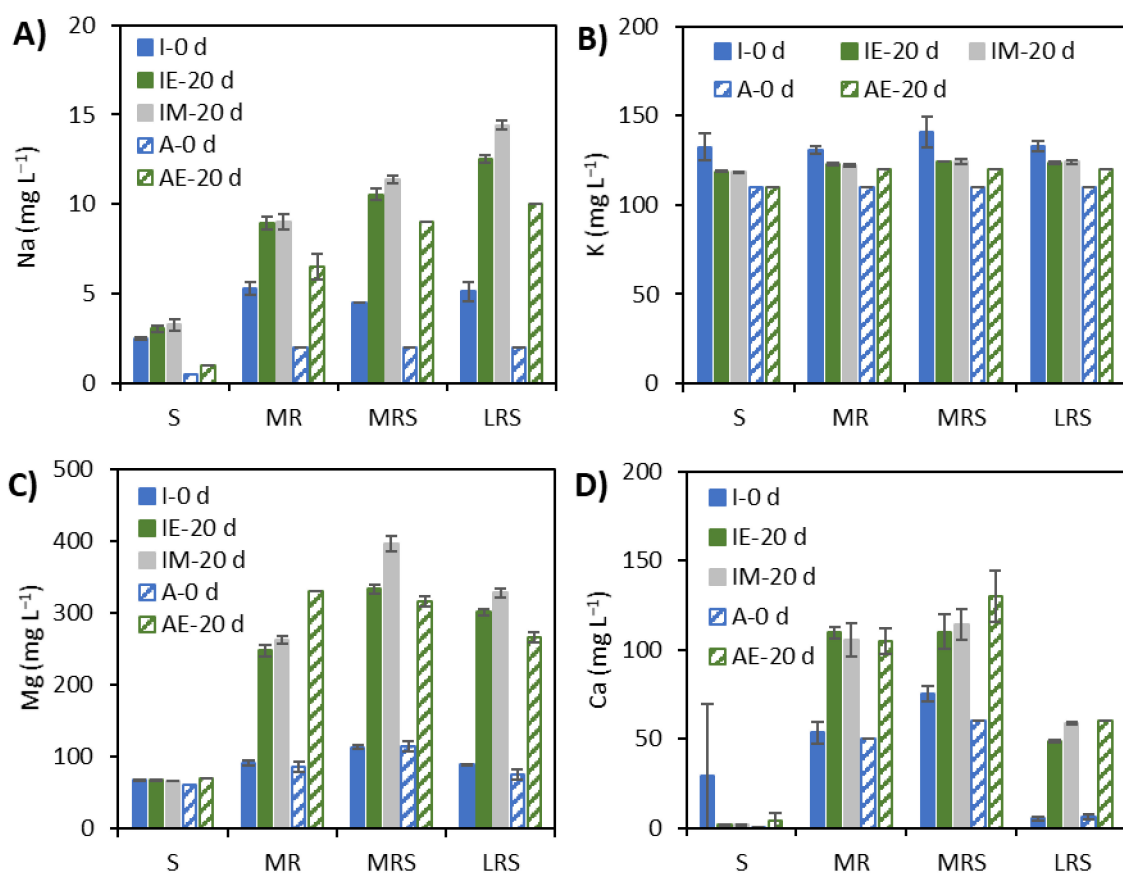 A)
Na (mg L⁻¹)
20
15
10
5
0
I-0 d
IE-20 d
IM-20 d
A-0 d
AE-20 d
S MR MRS LRS
B)
K (mg L⁻¹)
200
150
100
50
0
I-0 d IE-20 d IM-20 d
A-0 d AE-20 d
S MR MRS LRS
C)
Mg (mg L⁻¹)
500
400
300
200
100
0
I-0 d
IE-20 d
IM-20 d
A-0 d
AE-20 d
S MR MRS LRS
D)
Ca (mg L⁻¹)
200
150
100
50
0
I-0 d
IE-20 d
IM-20 d
A-0 d
AE-20 d
S MR MRS LRS